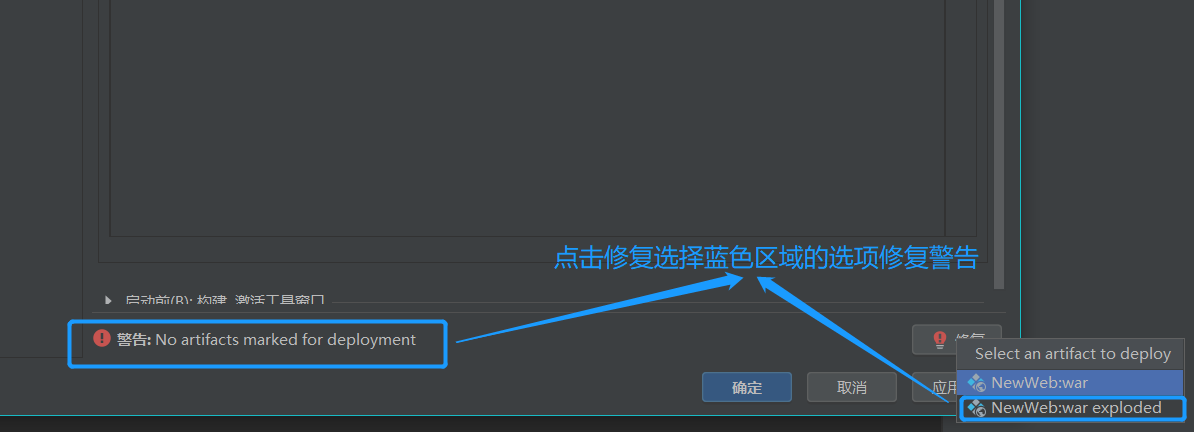 点击修复选择蓝色区域的选项修复警告
启动前(B): 构建, 激活工具窗口
警告: No artifacts marked for deployment
修复
Select an artifact to deploy
NewWeb:war
确定
取消
应用
NewWeb:war exploded